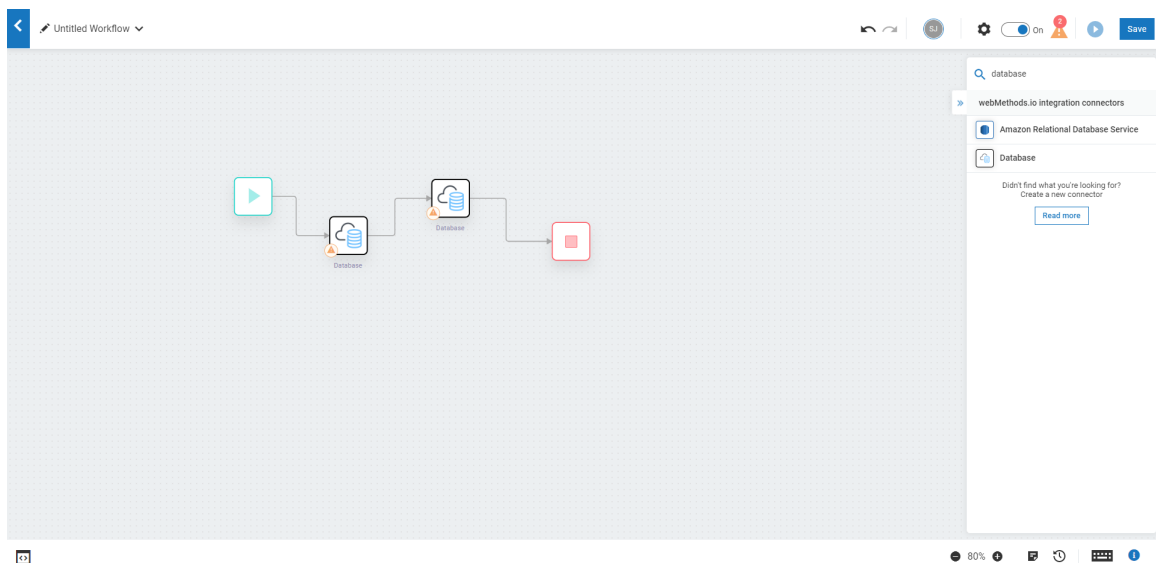 Untitled Workflow
SJ
On
2
Save
database
webMethods.io integration connectors
Amazon Relational Database Service
Database
Didn't find what you're looking for?
Create a new connector
Read more
Database
Database
80%